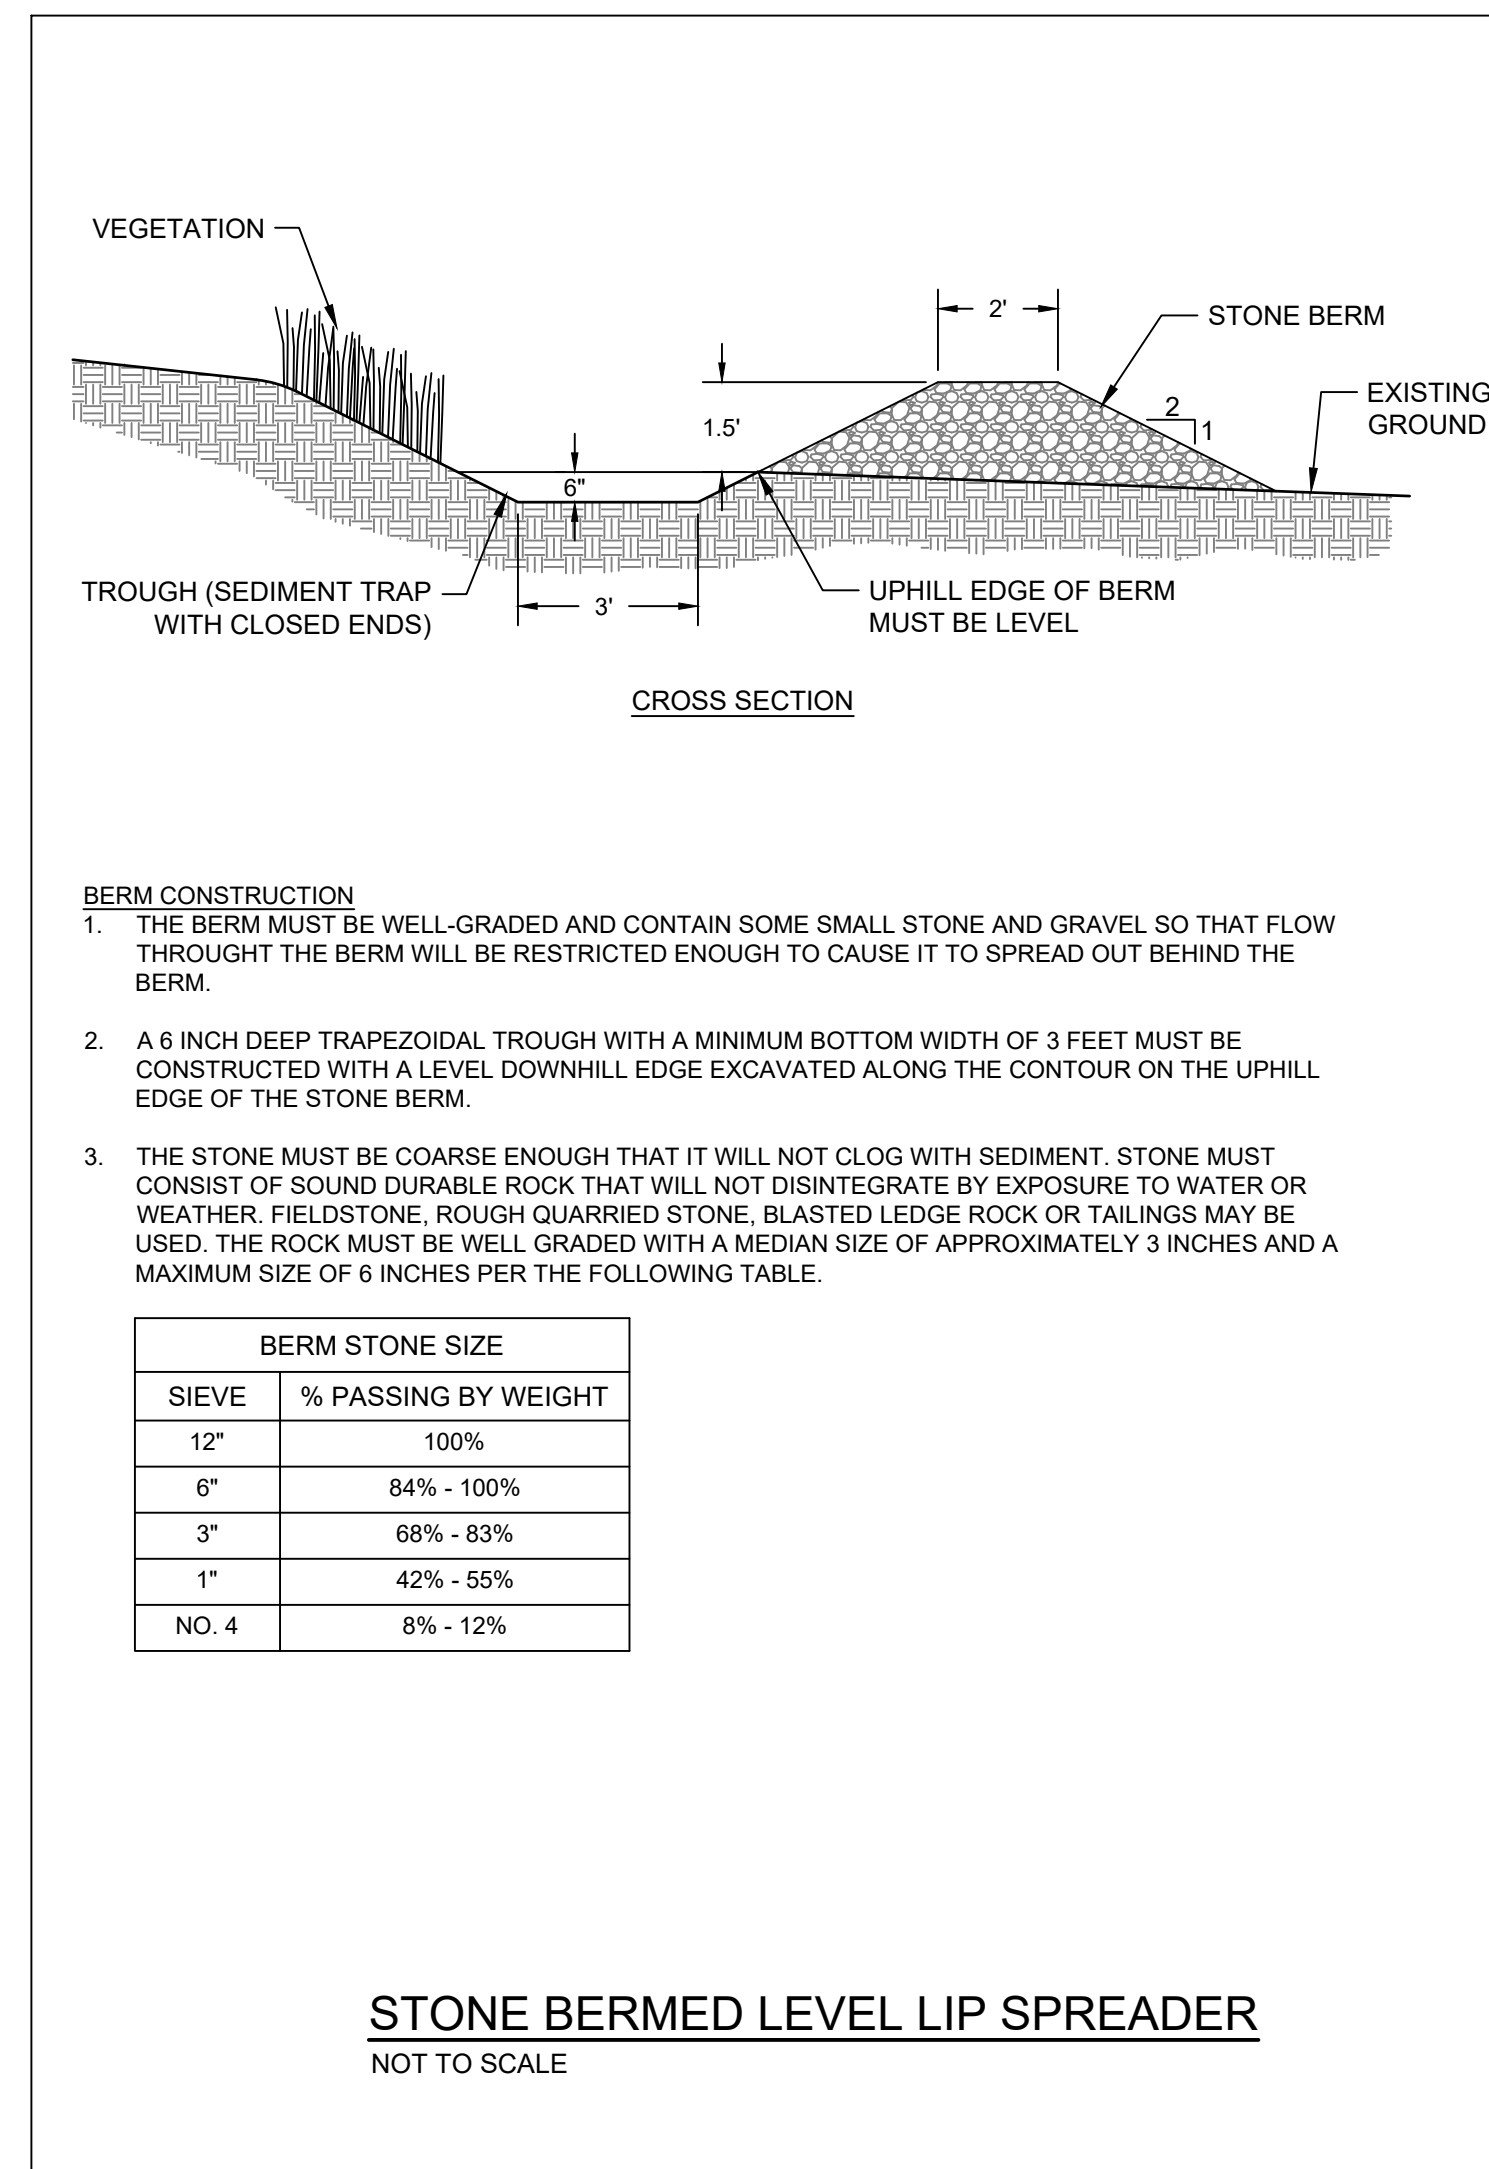 VEGETATION
2'
STONE BERM
EXISTING
GROUND
2
1
1.5'
6"
TROUGH (SEDIMENT TRAP
WITH CLOSED ENDS)
3'
UPHILL EDGE OF BERM
MUST BE LEVEL
CROSS SECTION
BERM CONSTRUCTION
1. THE BERM MUST BE WELL-GRADED AND CONTAIN SOME SMALL STONE AND GRAVEL SO THAT FLOW
THROUGHT THE BERM WILL BE RESTRICTED ENOUGH TO CAUSE IT TO SPREAD OUT BEHIND THE
BERM.
2. A 6 INCH DEEP TRAPEZOIDAL TROUGH WITH A MINIMUM BOTTOM WIDTH OF 3 FEET MUST BE
CONSTRUCTED WITH A LEVEL DOWNHILL EDGE EXCAVATED ALONG THE CONTOUR ON THE UPHILL
EDGE OF THE STONE BERM.
3. THE STONE MUST BE COARSE ENOUGH THAT IT WILL NOT CLOG WITH SEDIMENT. STONE MUST
CONSIST OF SOUND DURABLE ROCK THAT WILL NOT DISINTEGRATE BY EXPOSURE TO WATER OR
WEATHER. FIELDSTONE, ROUGH QUARRIED STONE, BLASTED LEDGE ROCK OR TAILINGS MAY BE
USED. THE ROCK MUST BE WELL GRADED WITH A MEDIAN SIZE OF APPROXIMATELY 3 INCHES AND A
MAXIMUM SIZE OF 6 INCHES PER THE FOLLOWING TABLE.
BERM STONE SIZE
SIEVE % PASSING BY WEIGHT
12" 100%
6" 84% - 100%
3" 68% - 83%
1" 42% - 55%
NO. 4 8% - 12%
STONE BERMED LEVEL LIP SPREADER
NOT TO SCALE